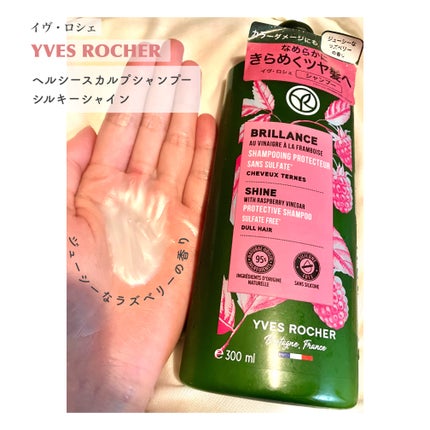 イヴ・ロシェ
YVES ROCHER
ヘルシースカルプシャンプー
シルキーシャイン
ジューシーなラズベリーの香り
カラーダメージにも
なめらかに
きらめくツヤ髪へ
イヴ・ロシェ シャンプー
ジューシーな
ラズベリー
の香り
YR
BRILLANCE
AU VINAIGRE À LA FRAMBOISE
SHAMPOOING PROTECTEUR
SANS SULFATE
CHEVEUX TERNES
SHINE
WITH RASPBERRY VINEGAR
PROTECTIVE SHAMPOO
SULFATE FREE
DULL HAIR
95%
INGRÉDIENTS D'ORIGINE
NATURELLE
SANS SILICONE
YVES ROCHER
Bretagne, France
e 300 ml